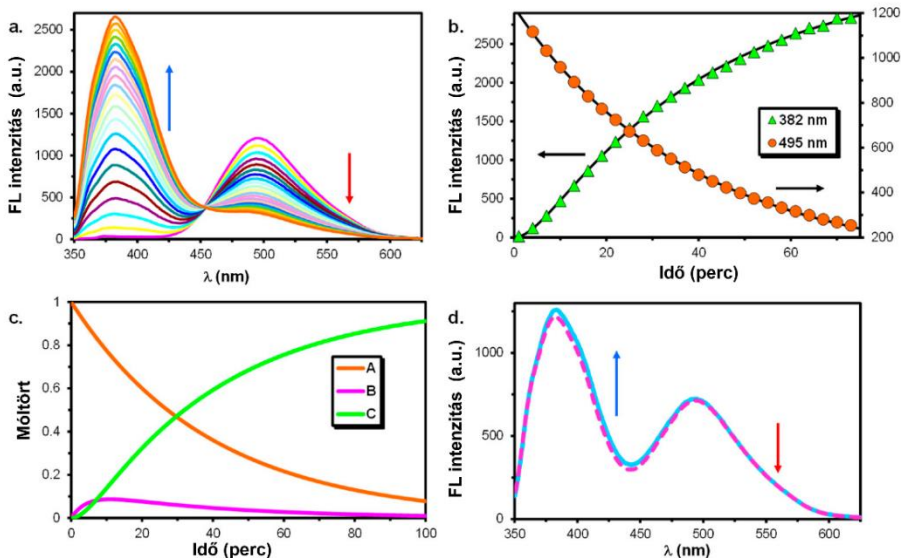 a.
FL intenzitás (a.u.)
2500
2000
1500
1000
500
0
350 400 450 500 550 600
λ (nm)
b.
FL intenzitás (a.u.)
2500
2000
1500
1000
500
0
1200
1000
800
600
400
200
382 nm
495 nm
0 20 40 60
Idő (perc)
c.
Móltört
1
0.8
0.6
0.4
0.2
0
A
B
C
0 20 40 60 80 100
Idő (perc)
d.
FL intenzitás (a.u.)
1250
1000
750
500
250
0
350 400 450 500 550 600
λ (nm)